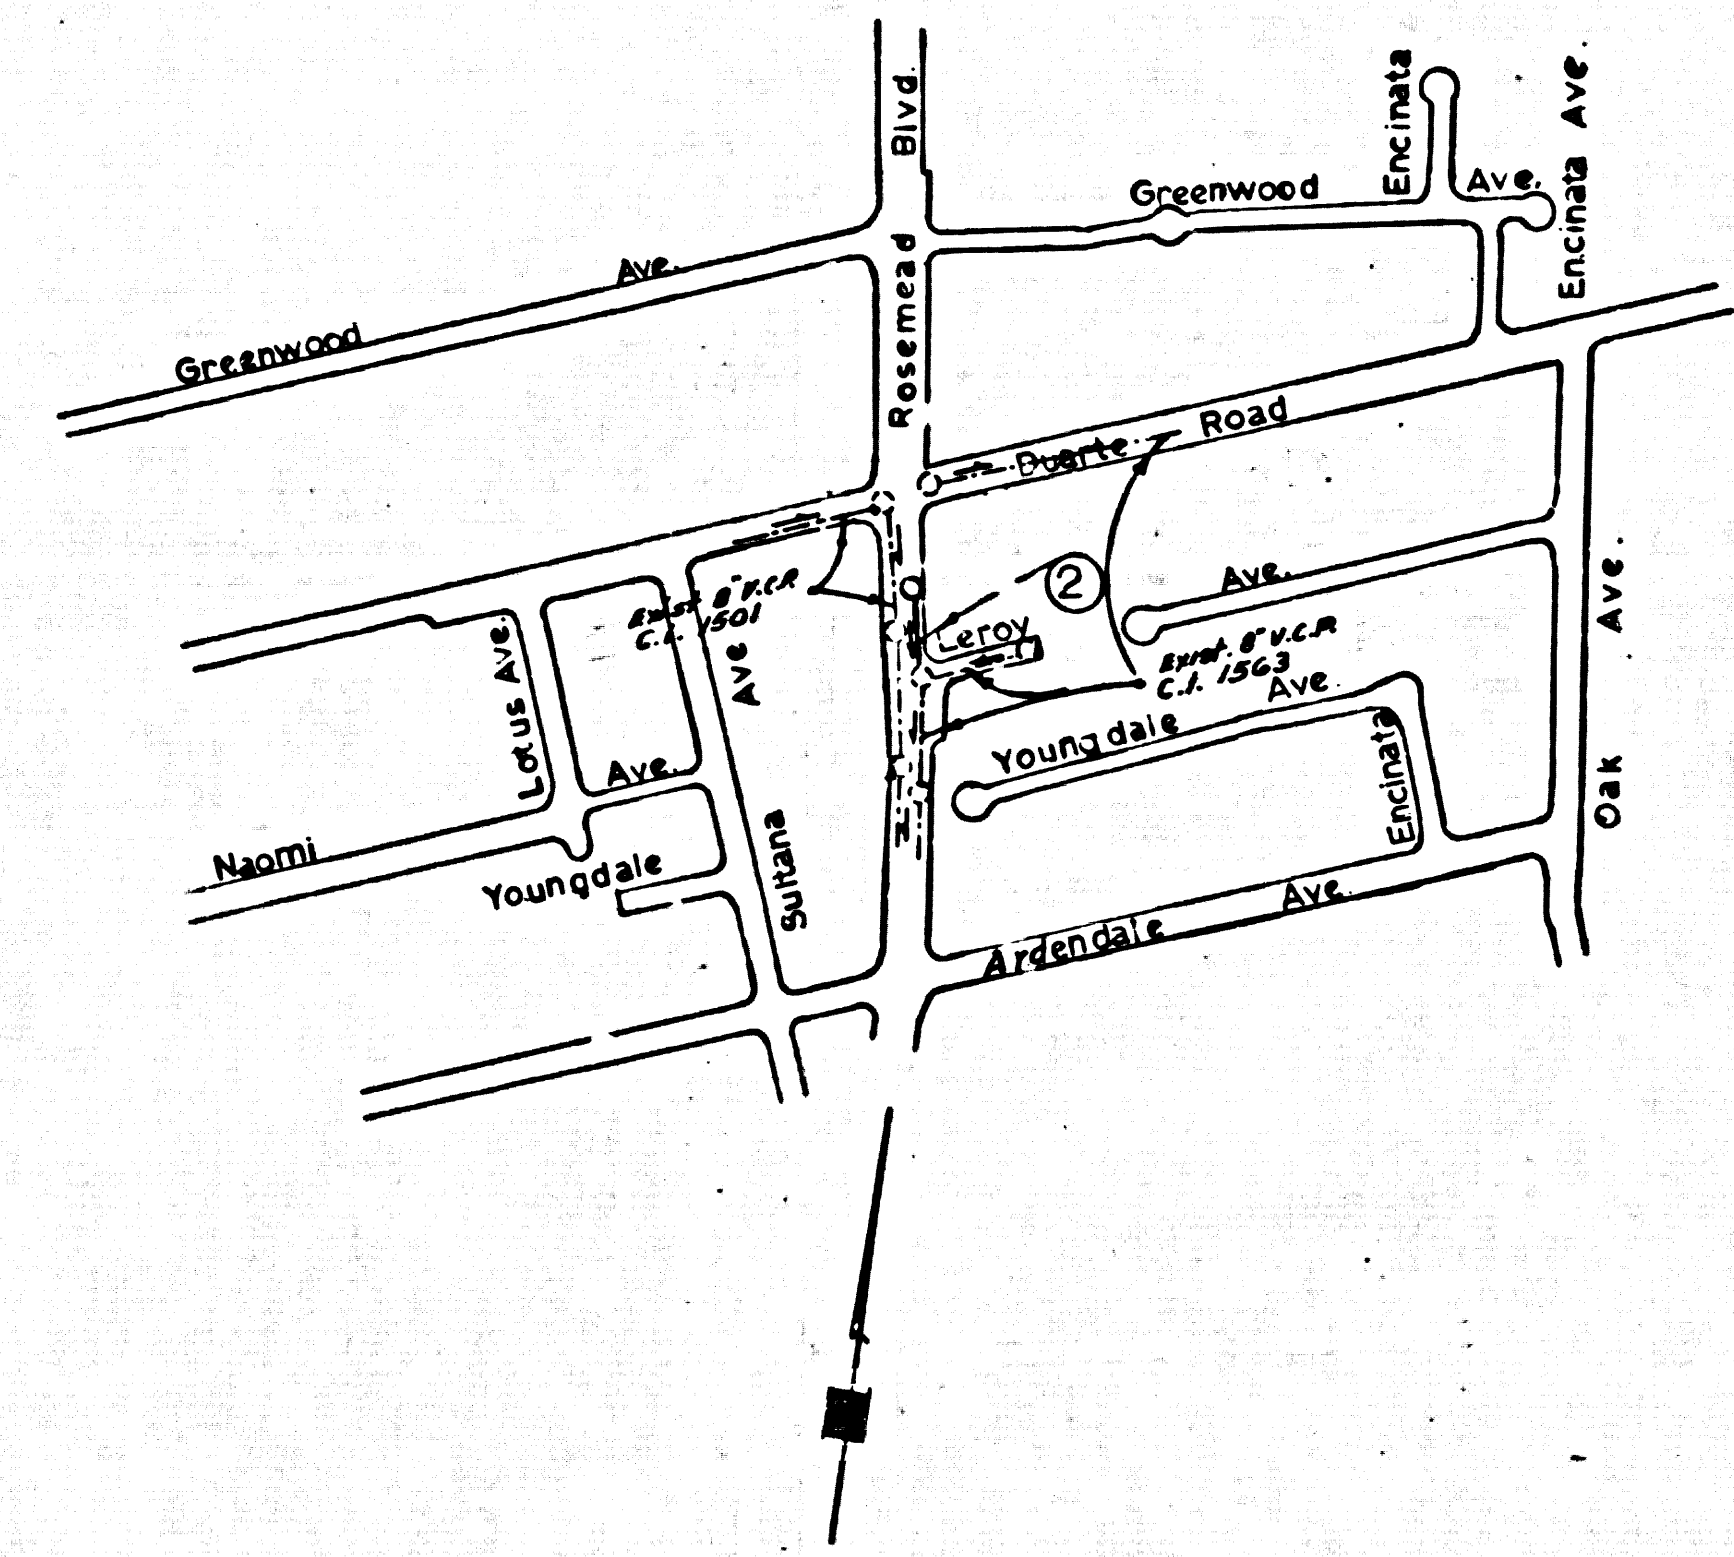 Blvd.
Rosemead
Encinata
Ave.
Encinata Ave.
Greenwood
Greenwood
Ave.
Duarte
Road
Exist. 8" V.C.P.
C.I. 1501
2
Leroy
Ave.
Exist. 8" V.C.P.
C.I. 1563
Lotus Ave.
Ave
Sultana
Youngdale
Ave
Encinata
Oak Ave.
Naomi
Ave.
Youngdale
Ardendale
Ave.